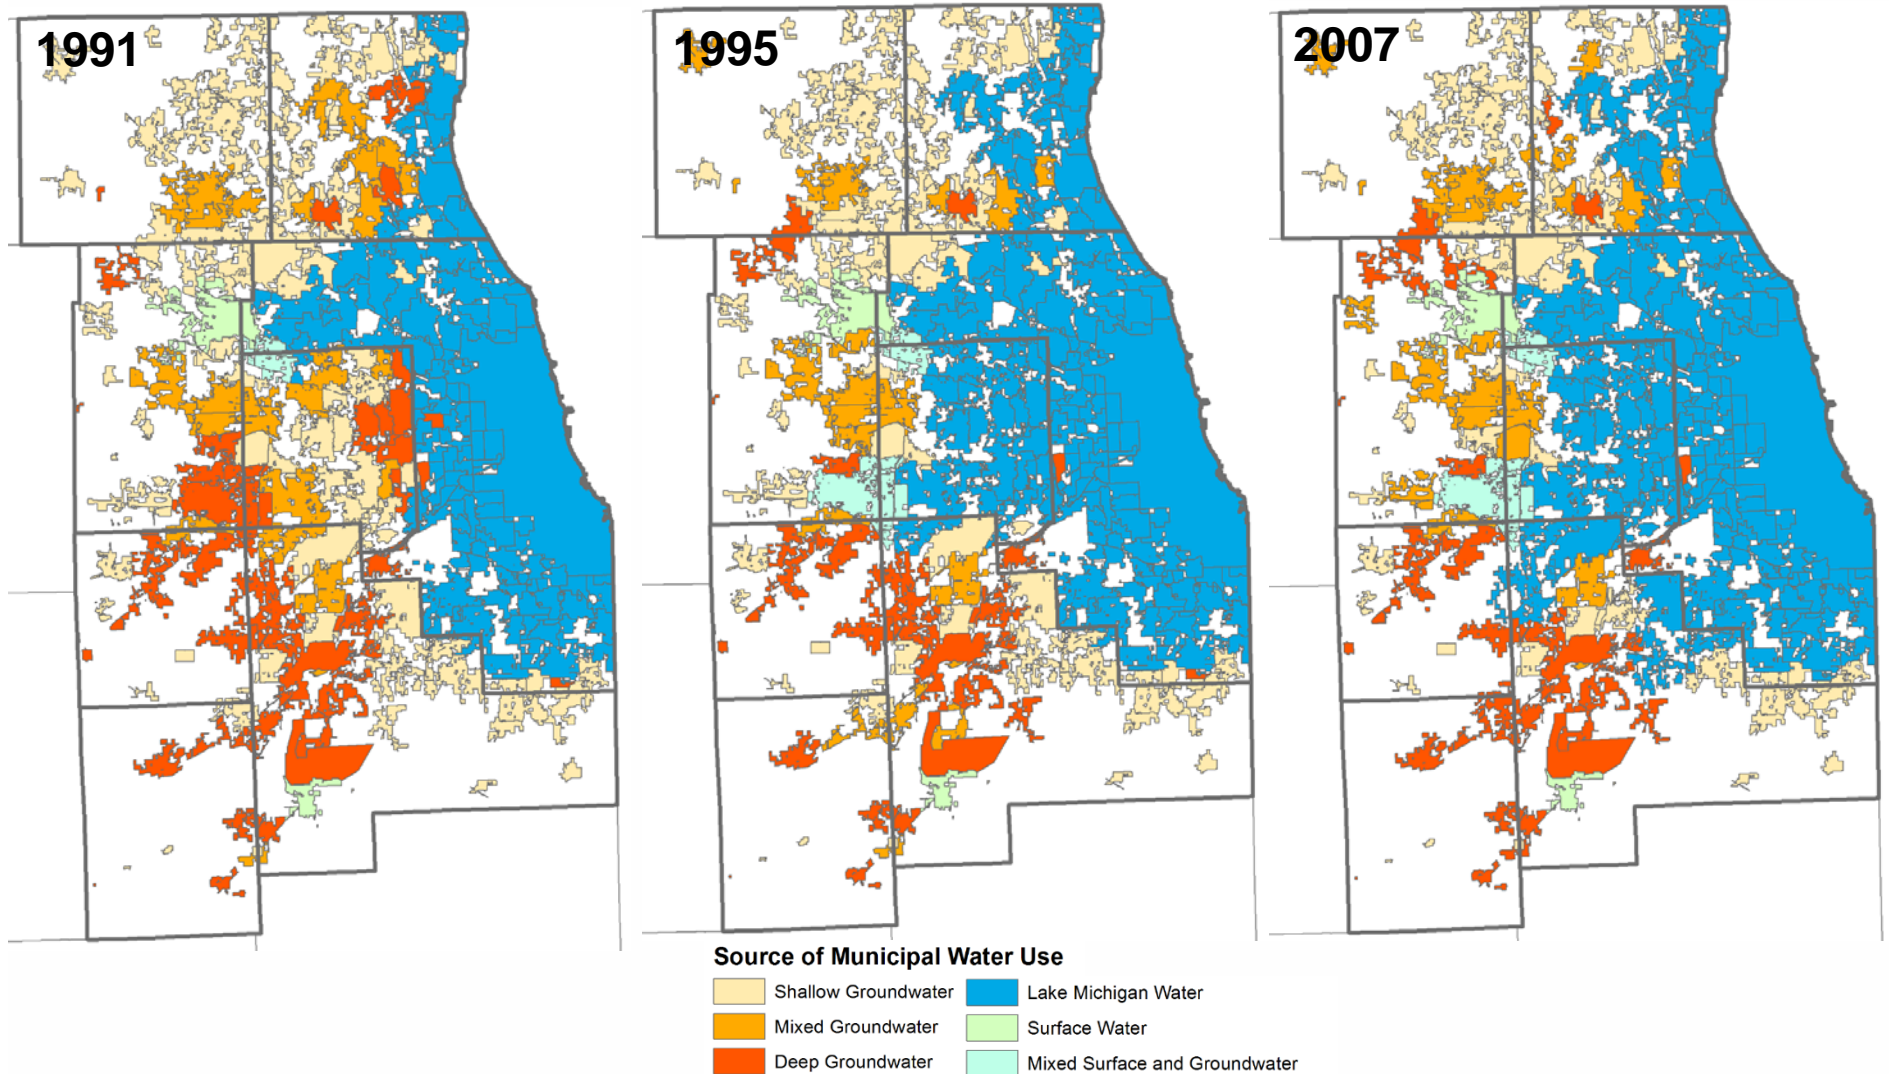 1991
1995
2007
Source of Municipal Water Use
Shallow Groundwater
Lake Michigan Water
Mixed Groundwater
Surface Water
Deep Groundwater
Mixed Surface and Groundwater